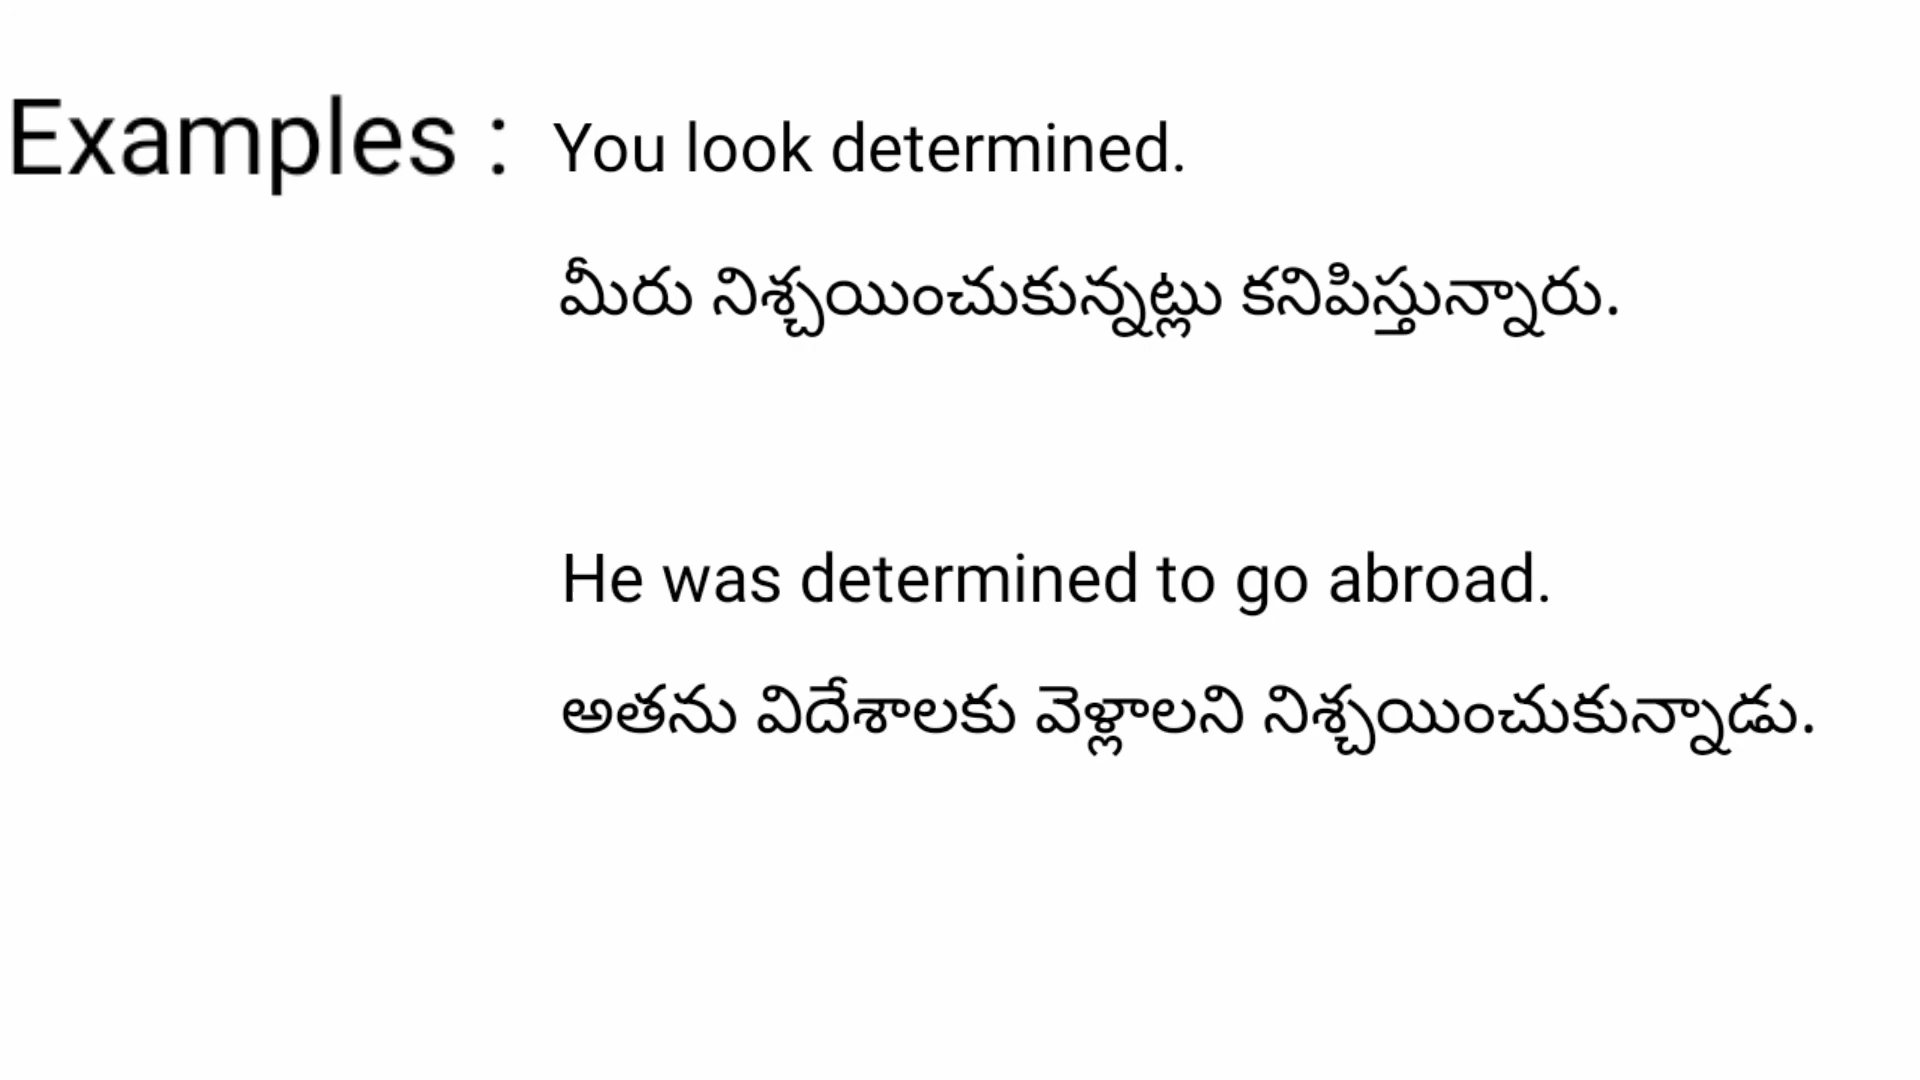 Examples : You look determined.
మీరు నిశ్చయించుకున్నట్లు కనిపిస్తున్నారు.
He was determined to go abroad.
అతను విదేశాలకు వెళ్లాలని నిశ్చయించుకున్నాడు.